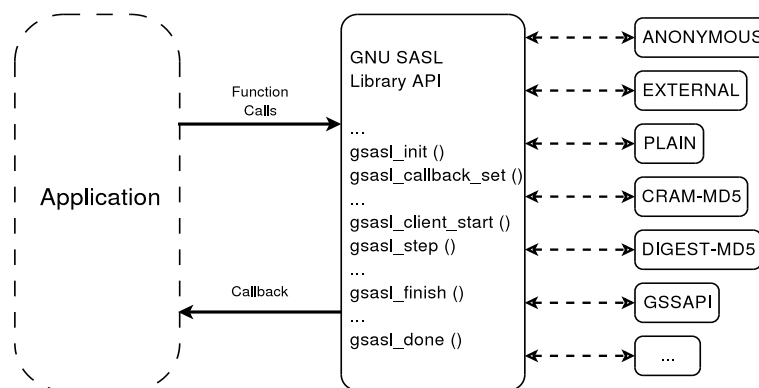 Application
Function
Calls
Callback
GNU SASL
Library API
...
gsasl_init ()
gsasl_callback_set ()
...
gsasl_client_start ()
gsasl_step ()
...
gsasl_finish ()
...
gsasl_done ()
ANONYMOUS
EXTERNAL
PLAIN
CRAM-MD5
DIGEST-MD5
GSSAPI
...